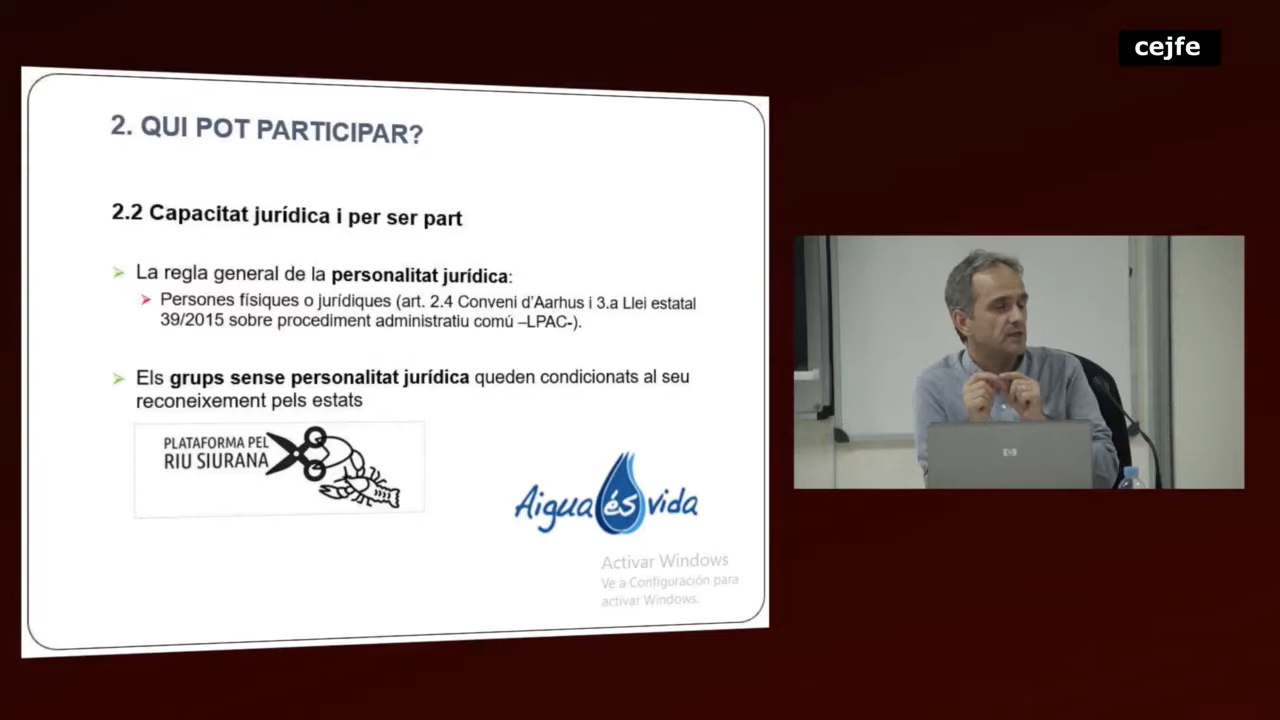 cejfe
2. QUI POT PARTICIPAR?
2.2 Capacitat jurídica i per ser part
La regla general de la personalitat jurídica:
Persones físiques o jurídiques (art. 2.4 Conveni d'Aarhus i 3.a Llei estatal
39/2015 sobre procediment administratiu comú –LPAC-).
Els grups sense personalitat jurídica queden condicionats al seu
reconeixement pels estats
PLATAFORMA PEL
RIU SIURANA
Aigua és vida
Activar Windows
Ve a Configuración para
activar Windows.
hp